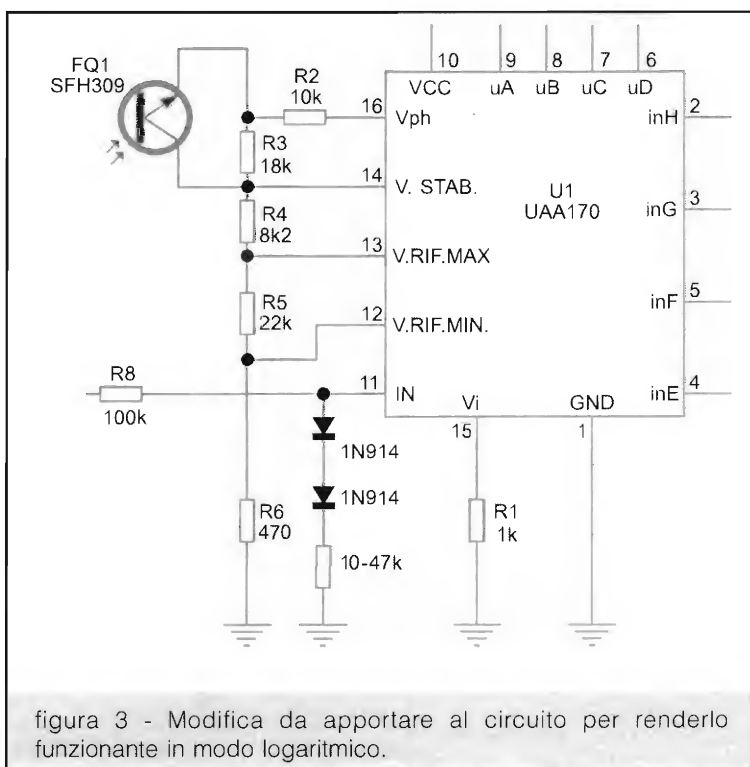 FQ1
SFH309
R2
10k
R3
18k
R4
8k2
R5
22k
R8
100k
R6
470
1N914
1N914
10-47k
10
9
8
7
6
VCC
uA
uB
uC
uD
16
Vph
inH
2
14
V. STAB.
U1
UAA170
inG
3
13
V.RIF.MAX
inF
5
12
V.RIF.MIN.
11
IN
inE
4
Vi
GND
15
1
R1
1k
figura 3 - Modifica da apportare al circuito per renderlo
funzionante in modo logaritmico.